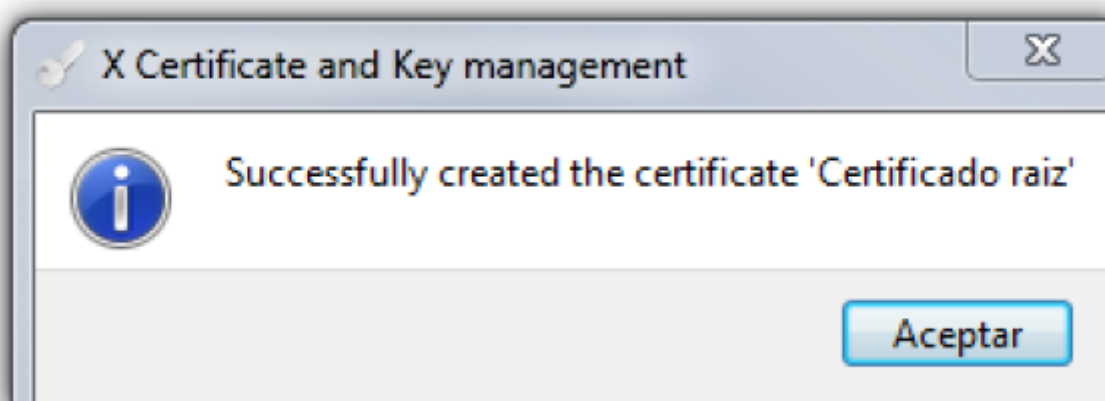 X Certificate and Key management
Successfully created the certificate 'Certificado raiz'
Aceptar